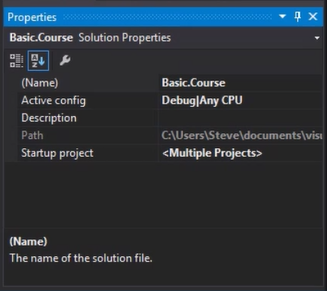 Properties
Basic.Course Solution Properties
(Name) Basic.Course
Active config Debug|Any CPU
Description
Path C:\Users\Steve\documents\visu
Startup project <Multiple Projects>
(Name)
The name of the solution file.